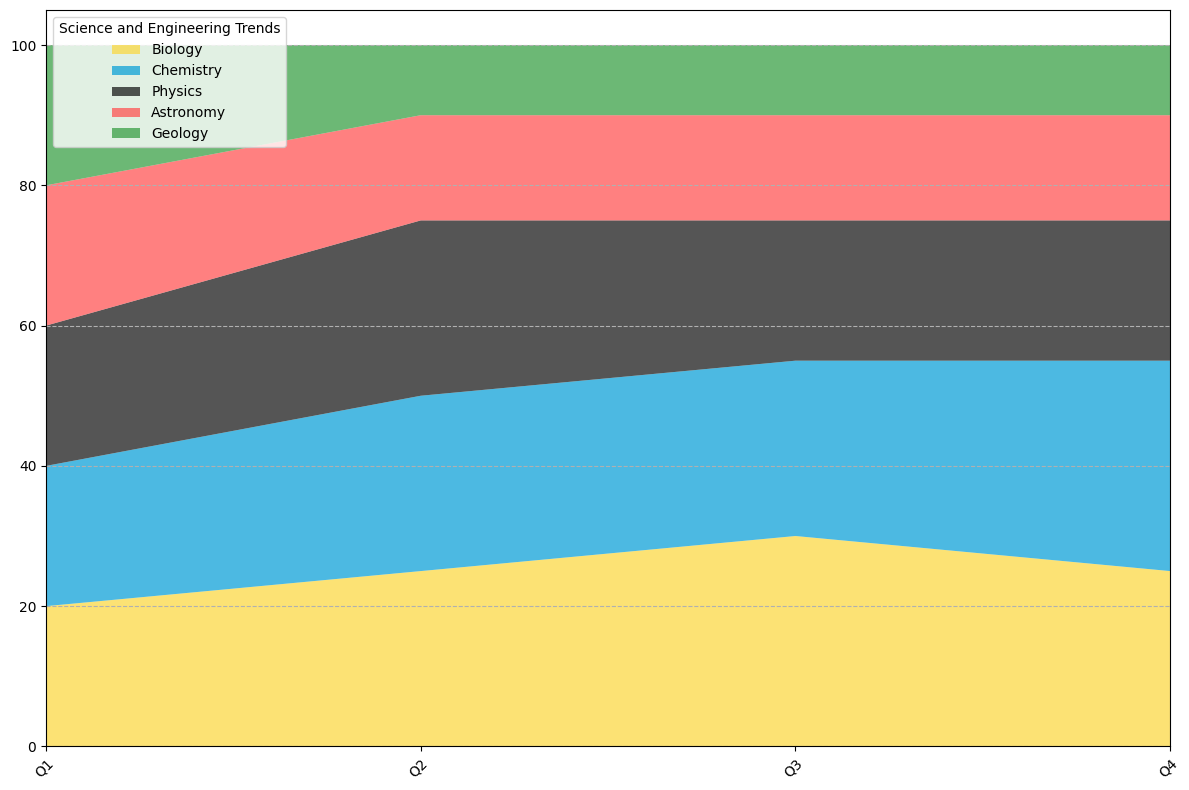 Science and Engineering Trends
Biology
Chemistry
Physics
Astronomy
Geology
100
80
60
40
20
0
Q1
Q2
Q3
Q4